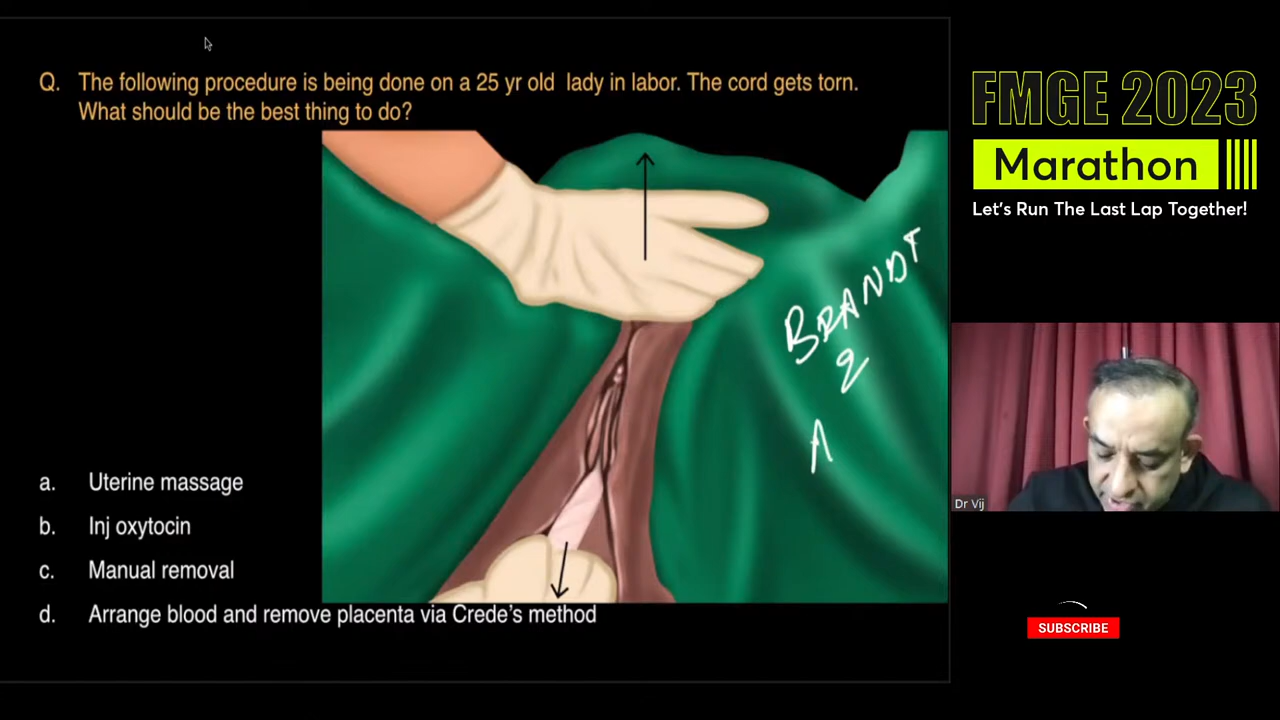 Q. The following procedure is being done on a 25 yr old lady in labor. The cord gets torn.
What should be the best thing to do?
BRANDT
2
A
a. Uterine massage
b. Inj oxytocin
c. Manual removal
d. Arrange blood and remove placenta via Crede's method
FMGE 2023
Marathon
Let's Run The Last Lap Together!
Dr Vij
SUBSCRIBE